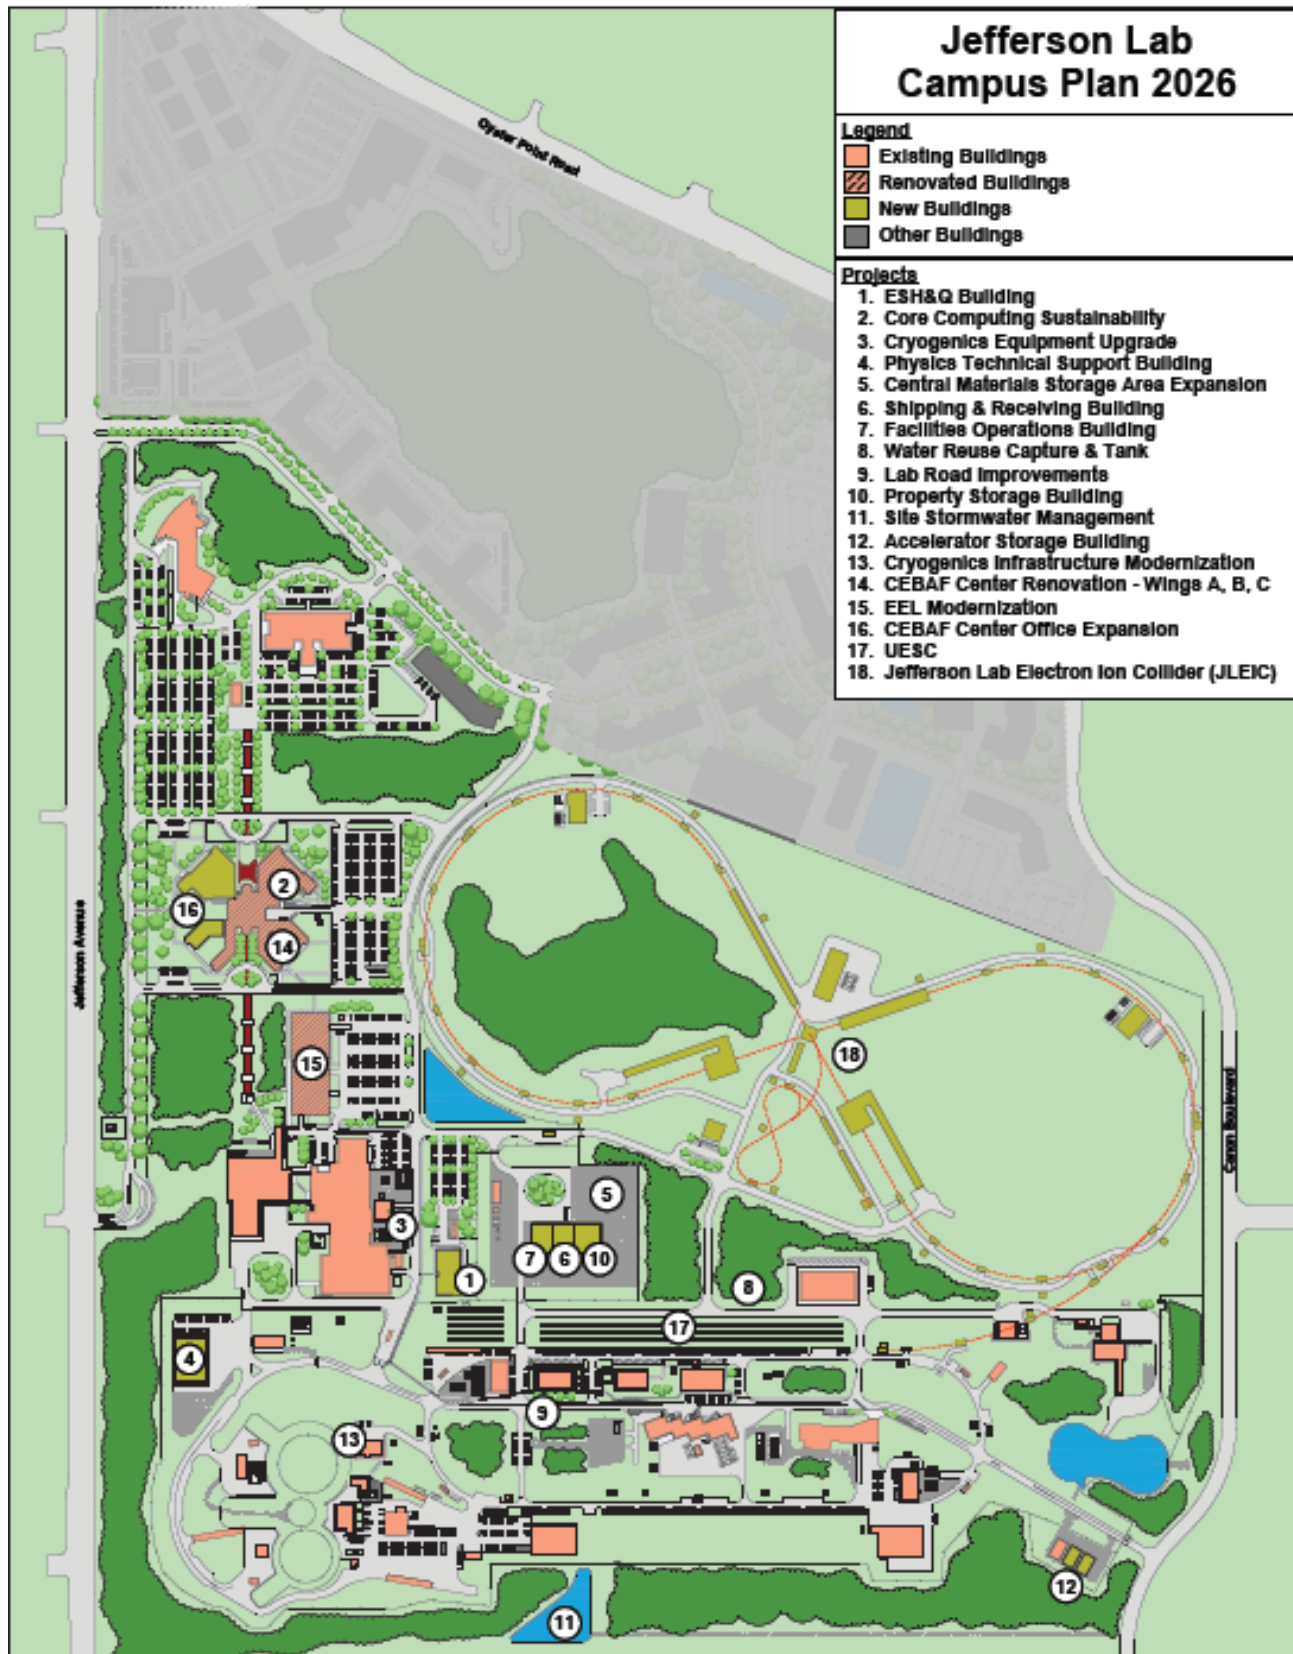 Jefferson Lab
Campus Plan 2026
Legend
Existing Buildings
Renovated Buildings
New Buildings
Other Buildings
Projects
1. ESH&Q Building
2. Core Computing Sustainability
3. Cryogenics Equipment Upgrade
4. Physics Technical Support Building
5. Central Materials Storage Area Expansion
6. Shipping & Receiving Building
7. Facilities Operations Building
8. Water Reuse Capture & Tank
9. Lab Road Improvements
10. Property Storage Building
11. Site Stormwater Management
12. Accelerator Storage Building
13. Cryogenics Infrastructure Modernization
14. CEBAF Center Renovation - Wings A, B, C
15. EEL Modernization
16. CEBAF Center Office Expansion
17. UESC
18. Jefferson Lab Electron Ion Collider (JLEIC)
Oyster Point Road
Jefferson Avenue
Canon Boulevard
2
16
14
18
15
5
3
7
6
10
1
8
17
4
9
13
12
11